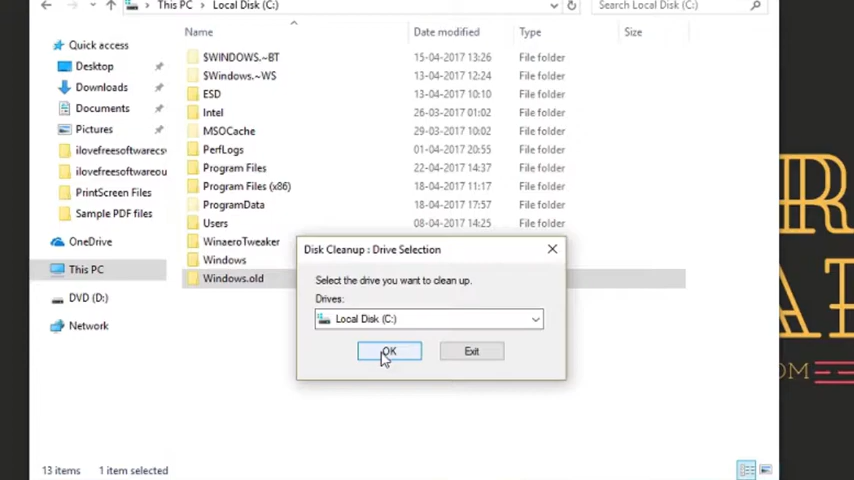 This PC > Local Disk (C:)
Search Local Disk (C:)
Name Date modified Type Size
Quick access
Desktop
Downloads
Documents
Pictures
ilovefreesoftwarecs
ilovefreesoftwareou
PrintScreen Files
Sample PDF files
OneDrive
This PC
DVD (D:)
Network
$WINDOWS.~BT 15-04-2017 13:26 File folder
$Windows.~WS 13-04-2017 12:24 File folder
ESD 13-04-2017 10:10 File folder
Intel 26-03-2017 01:02 File folder
MSOCache 29-03-2017 10:02 File folder
PerfLogs 01-04-2017 20:55 File folder
Program Files 22-04-2017 14:37 File folder
Program Files (x86) 18-04-2017 11:17 File folder
ProgramData 18-04-2017 17:57 File folder
Users 08-04-2017 14:25 File folder
WinaeroTweaker
Windows
Windows.old
Disk Cleanup : Drive Selection
Select the drive you want to clean up.
Drives:
Local Disk (C:)
OK Exit
13 items 1 item selected